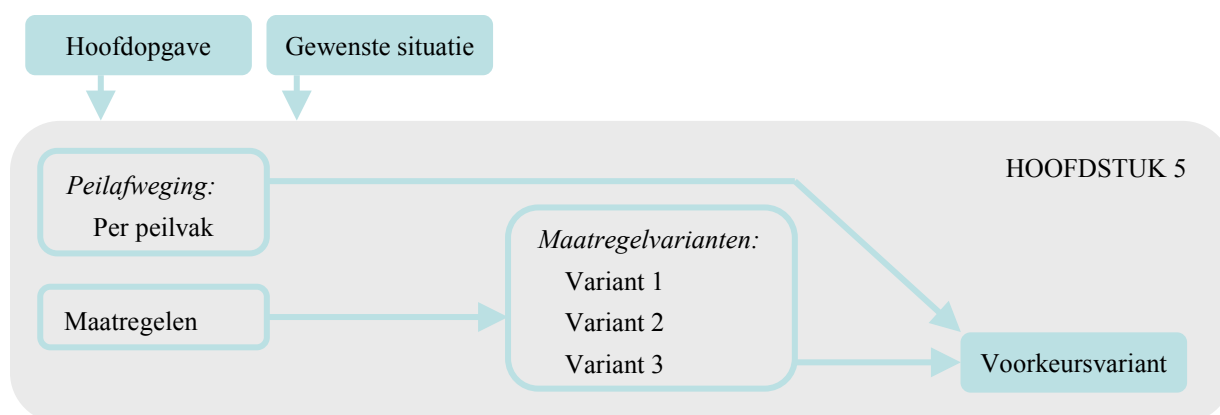 Hoofdopgave
Gewenste situatie
HOOFDSTUK 5
Peilafweging:
Per peilvak
Maatregelen
Maatregelvarianten:
Variant 1
Variant 2
Variant 3
Voorkeursvariant